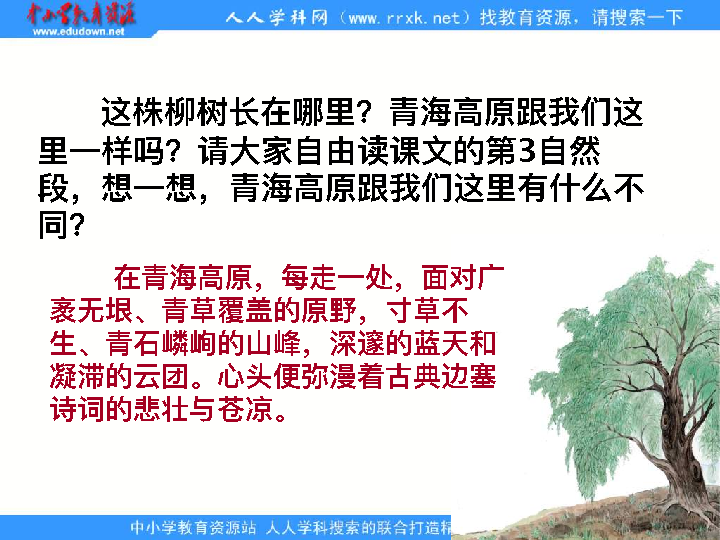 中小学教育资源
www.edudown.net
人人学科网（www.rrxk.net）找教育资源，请搜索一下
这株柳树长在哪里？青海高原跟我们这
里一样吗？请大家自由读课文的第3自然
段，想一想，青海高原跟我们这里有什么不
同？
在青海高原，每走一处，面对广
袤无垠、青草覆盖的原野，寸草不
生、青石嶙峋的山峰，深邃的蓝天和
凝滞的云团。心头便弥漫着古典边塞
诗词的悲壮与苍凉。
中小学教育资源站 人人学科搜索的联合打造精